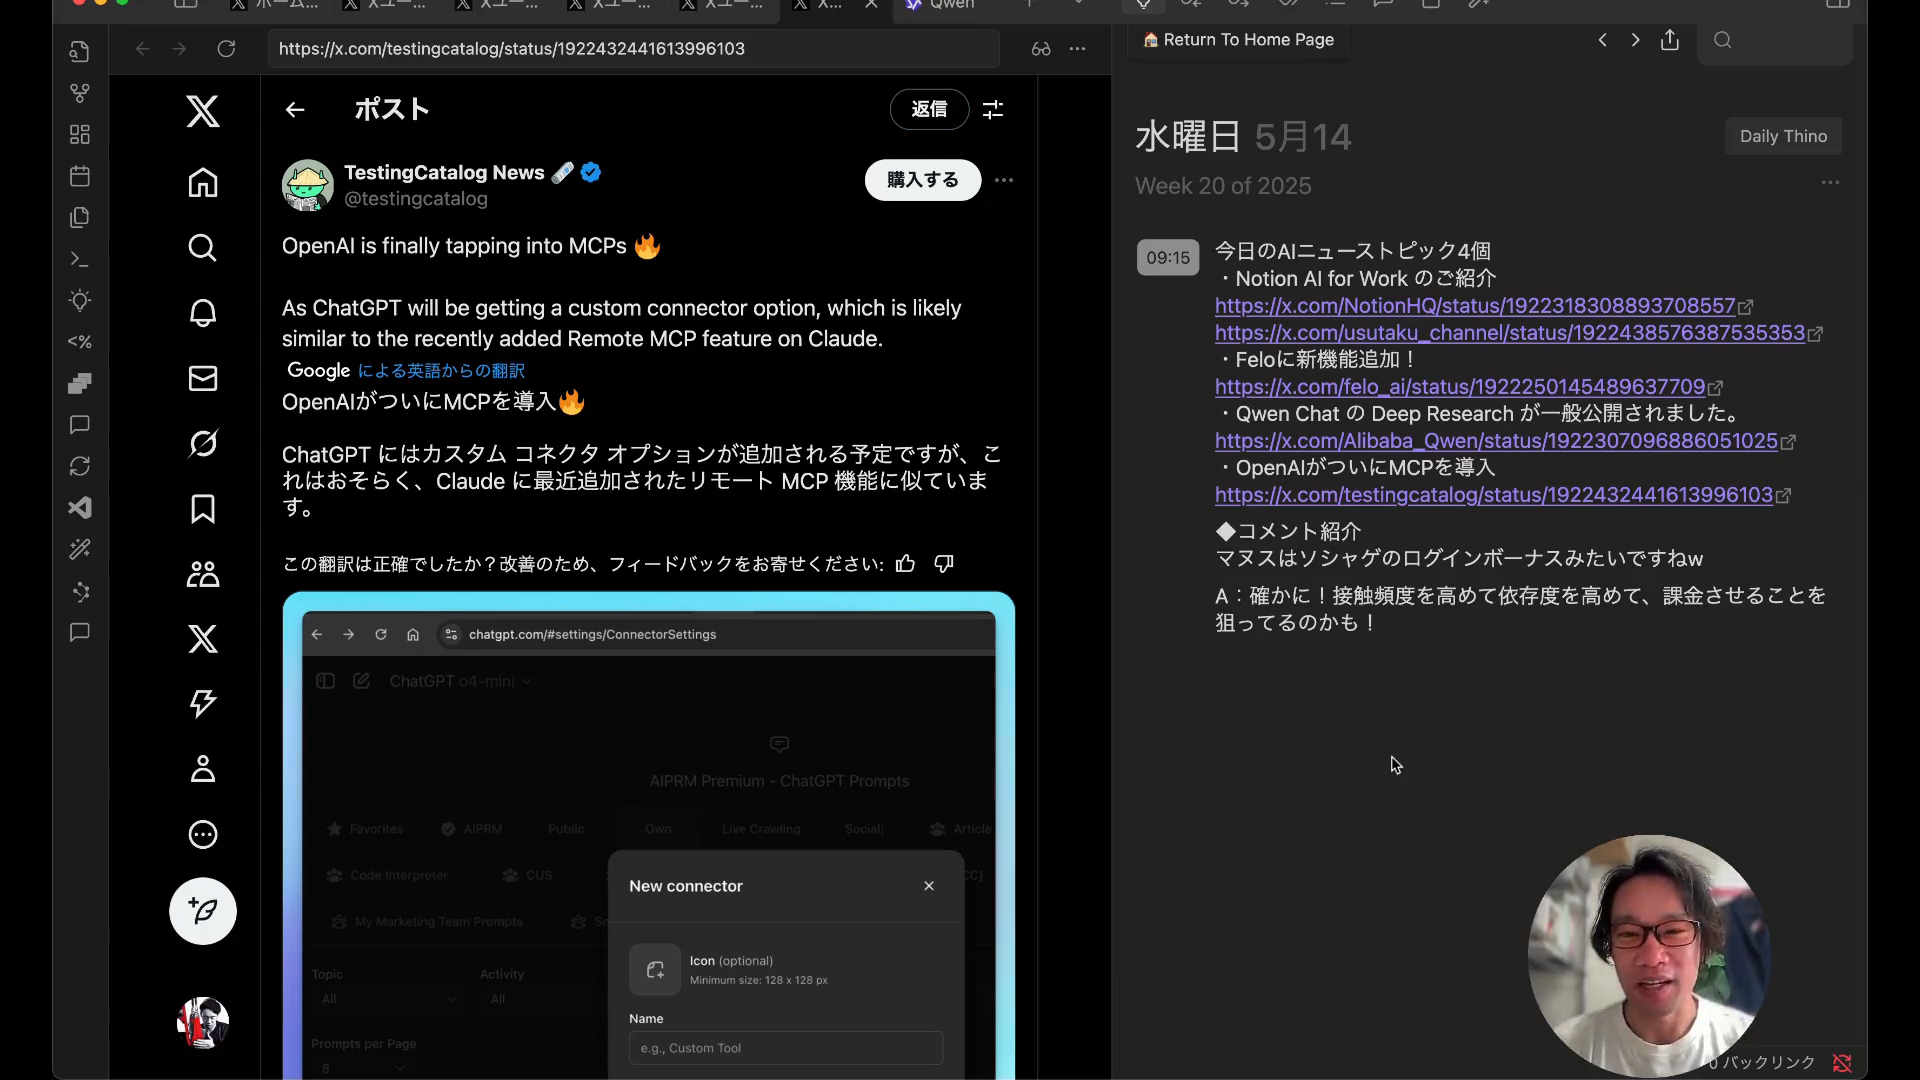 ホーム...
Xユー...
Xユー...
Xユー...
Xユー...
X...
Qwen
https://x.com/testingcatalog/status/1922432441613996103
ポスト
返信
TestingCatalog News
@testingcatalog
購入する
OpenAI is finally tapping into MCPs 🔥
As ChatGPT will be getting a custom connector option, which is likely
similar to the recently added Remote MCP feature on Claude.
Google による英語からの翻訳
OpenAIがついにMCPを導入🔥
ChatGPT にはカスタム コネクタ オプションが追加される予定ですが、こ
れはおそらく、Claude に最近追加されたリモート MCP 機能に似ていま
す。
この翻訳は正確でしたか？改善のため、フィードバックをお寄せください:
chatgpt.com/#settings/ConnectorSettings
ChatGPT o4-mini
AIPRM Premium - ChatGPT Prompts
Favorites
AIPRM
Public
Own
Live Crawling
Social!
Article
Code Interpreter
CUS
CC]
My Marketing Team Prompts
New connector
Icon (optional)
Minimum size: 128 x 128 px
Topic
All
Activity
All
Name
e.g., Custom Tool
Prompts per Page
8
Return To Home Page
水曜日 5月14
Daily Thino
Week 20 of 2025
09:15
今日のAIニューストピック4個
・Notion AI for Work のご紹介
https://x.com/NotionHQ/status/1922318308893708557
https://x.com/usutaku_channel/status/1922438576387535353
・Feloに新機能追加！
https://x.com/felo_ai/status/1922250145489637709
・Qwen Chat の Deep Research が一般公開されました。
https://x.com/Alibaba_Qwen/status/1922307096886051025
・OpenAIがついにMCPを導入
https://x.com/testingcatalog/status/1922432441613996103
◆コメント紹介
マヌスはソシャゲのログインボーナスみたいですねw
A：確かに！接触頻度を高めて依存度を高めて、課金させることを
狙ってるのかも！
0 バックリンク